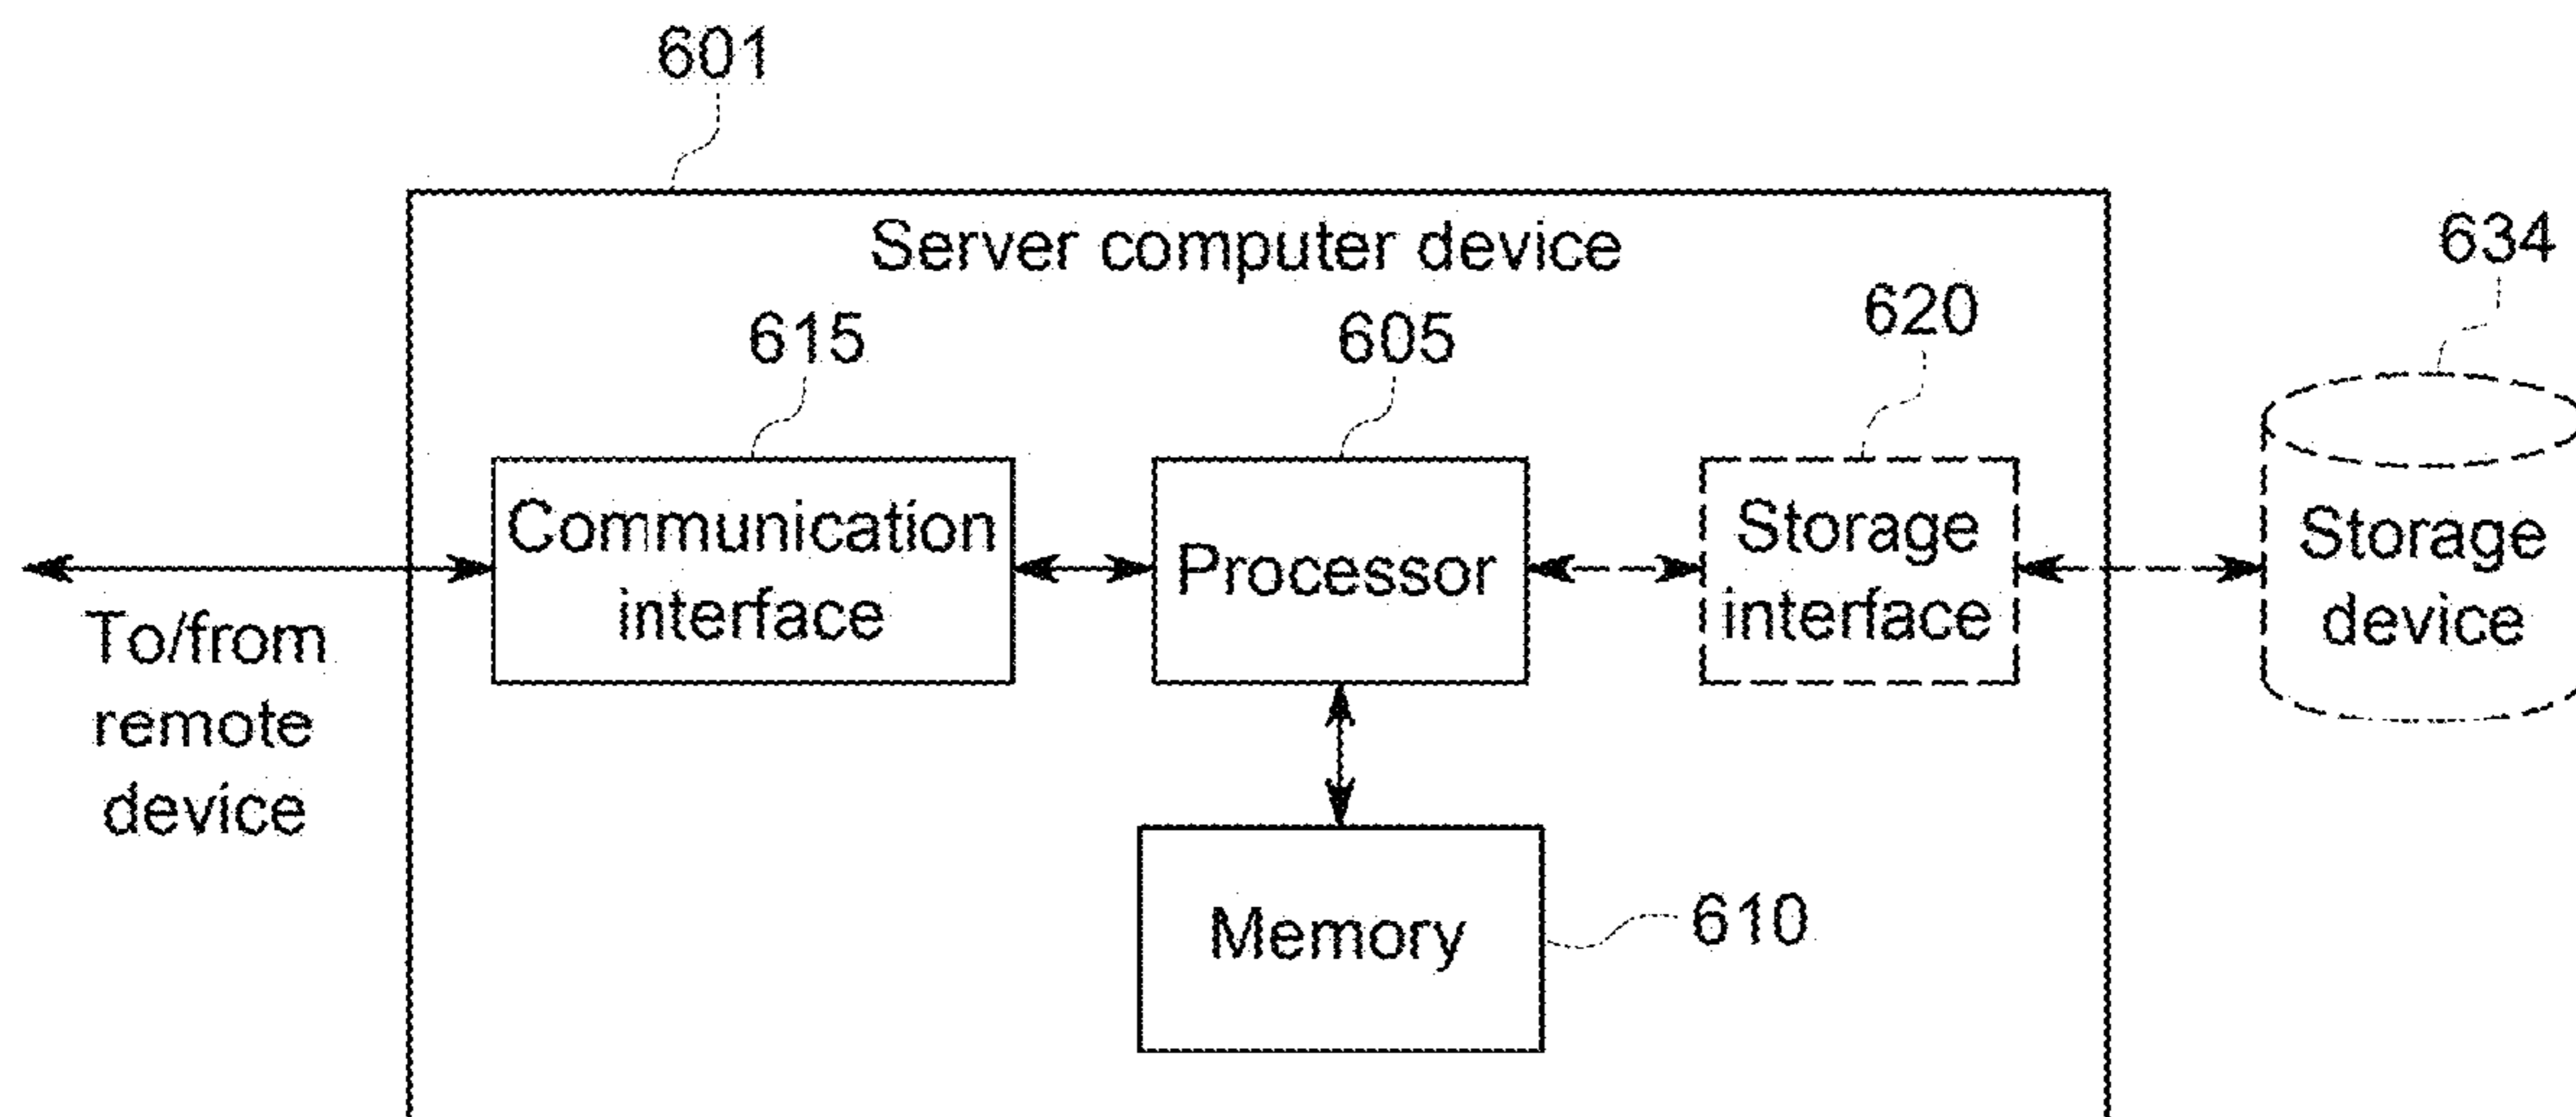 601
Server computer device
634
615
605
620
Communication
interface
Processor
Storage
interface
Storage
device
To/from
remote
device
Memory
610